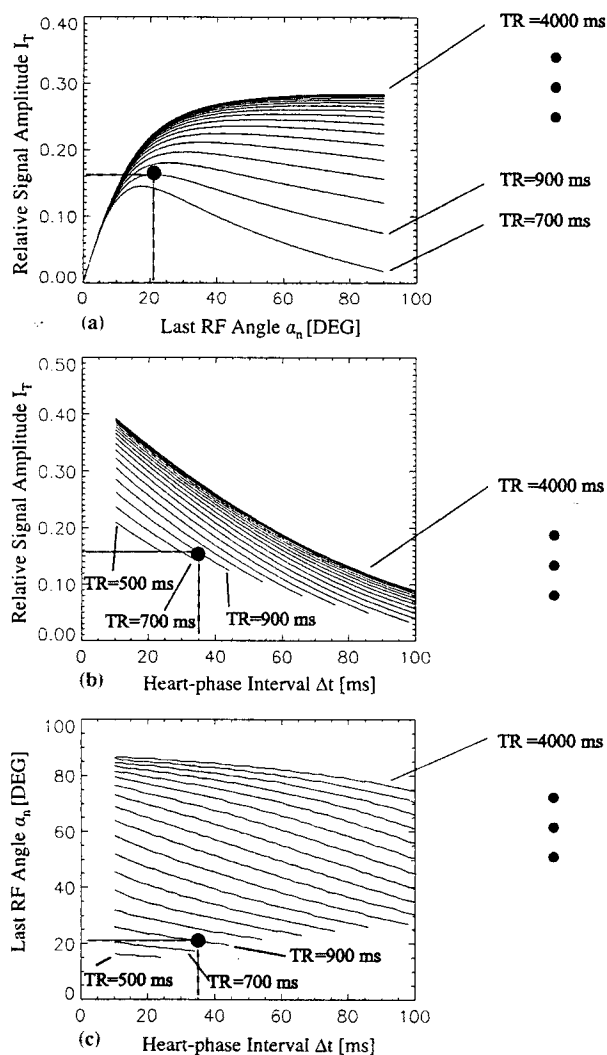 0.40
0.30
0.20
0.10
0.00
Relative Signal Amplitude I_T
0 20 40 60 80 100
(a) Last RF Angle α_n [DEG]
TR =4000 ms
TR=900 ms
TR=700 ms
0.50
0.40
0.30
0.20
0.10
0.00
Relative Signal Amplitude I_T
TR=500 ms
TR=700 ms
TR=900 ms
TR=4000 ms
0 20 40 60 80 100
(b) Heart-phase Interval Δt [ms]
100
80
60
40
20
0
Last RF Angle α_n [DEG]
TR =4000 ms
TR=900 ms
TR=500 ms
TR=700 ms
0 20 40 60 80 100
(c) Heart-phase Interval Δt [ms]